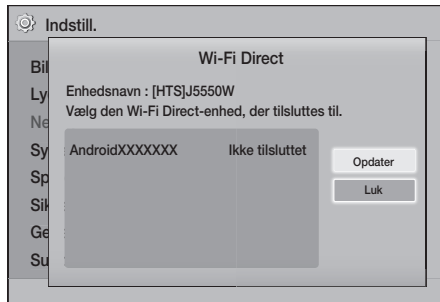 Indstill.
Wi-Fi Direct
Enhedsnavn : [HTS]J5550W
Vælg den Wi-Fi Direct-enhed, der tilsluttes til.
AndroidXXXXXXX Ikke tilsluttet
Opdater
Luk
Bil
Ly
Ne
Sy
Sp
Sik
Ge
Su